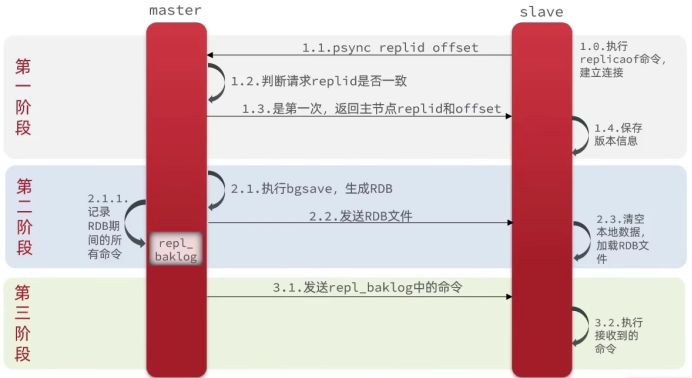 master
slave
第一阶段
1.0.执行
replicaof命令,
建立连接
1.1.psync replid offset
1.2.判断请求replid是否一致
1.3.是第一次，返回主节点replid和offset
1.4.保存
版本信息
第二阶段
2.1.执行bgsave，生成RDB
2.1.1.
记录
RDB期
间的所
有命令
repl_
baklog
2.2.发送RDB文件
2.3.清空
本地数据，
加载RDB文
件
第三阶段
3.1.发送repl_baklog中的命令
3.2.执行
接收到的
命令